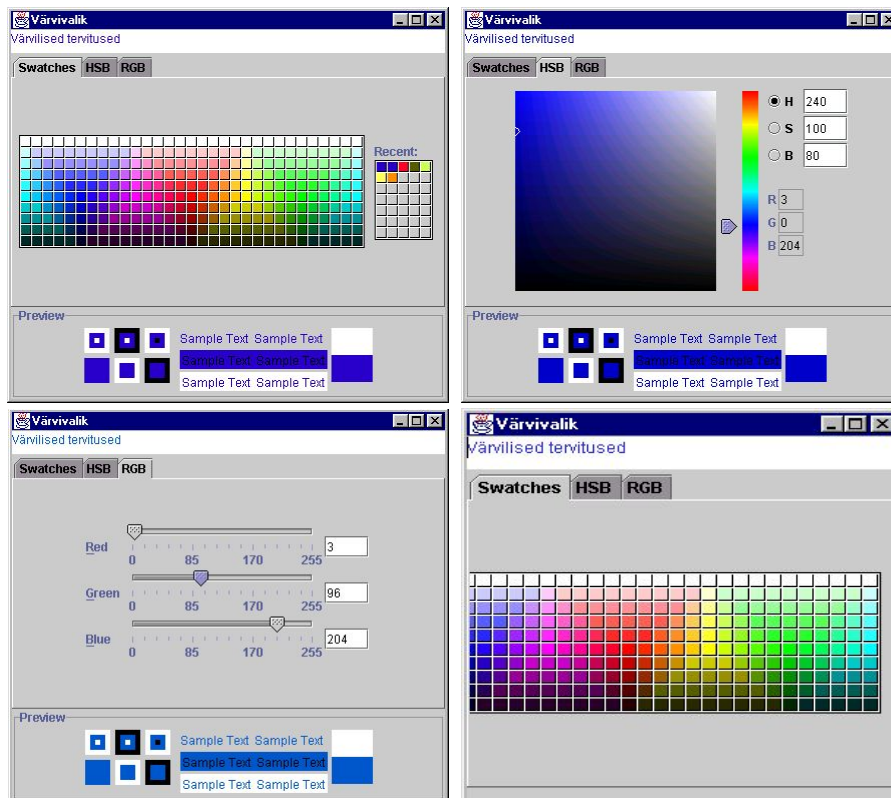 Värvivalik
Värvilised tervitused
Swatches HSB RGB
Recent:
Preview
Sample Text Sample Text
Sample Text Sample Text
Sample Text Sample Text
Värvivalik
Värvilised tervitused
Swatches HSB RGB
H 240
S 100
B 80
R 3
G 0
B 204
Preview
Sample Text Sample Text
Sample Text Sample Text
Sample Text Sample Text
Värvivalik
Värvilised tervitused
Swatches HSB RGB
Red 3
0 85 170 255
Green 96
0 85 170 255
Blue 204
0 85 170 255
Preview
Sample Text Sample Text
Sample Text Sample Text
Sample Text Sample Text
Värvivalik
Värvilised tervitused
Swatches HSB RGB